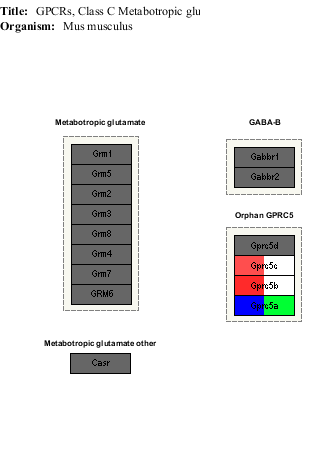 Title: GPCRs, Class C Metabotropic glu
Organism: Mus musculus
Metabotropic glutamate
Grm1
Grm5
Grm2
Grm3
Grm8
Grm4
Grm7
GRM6
GABA-B
Gabbr1
Gabbr2
Orphan GPRC5
Gprc5d
Gprc5c
Gprc5b
Gprc5a
Metabotropic glutamate other
Casr